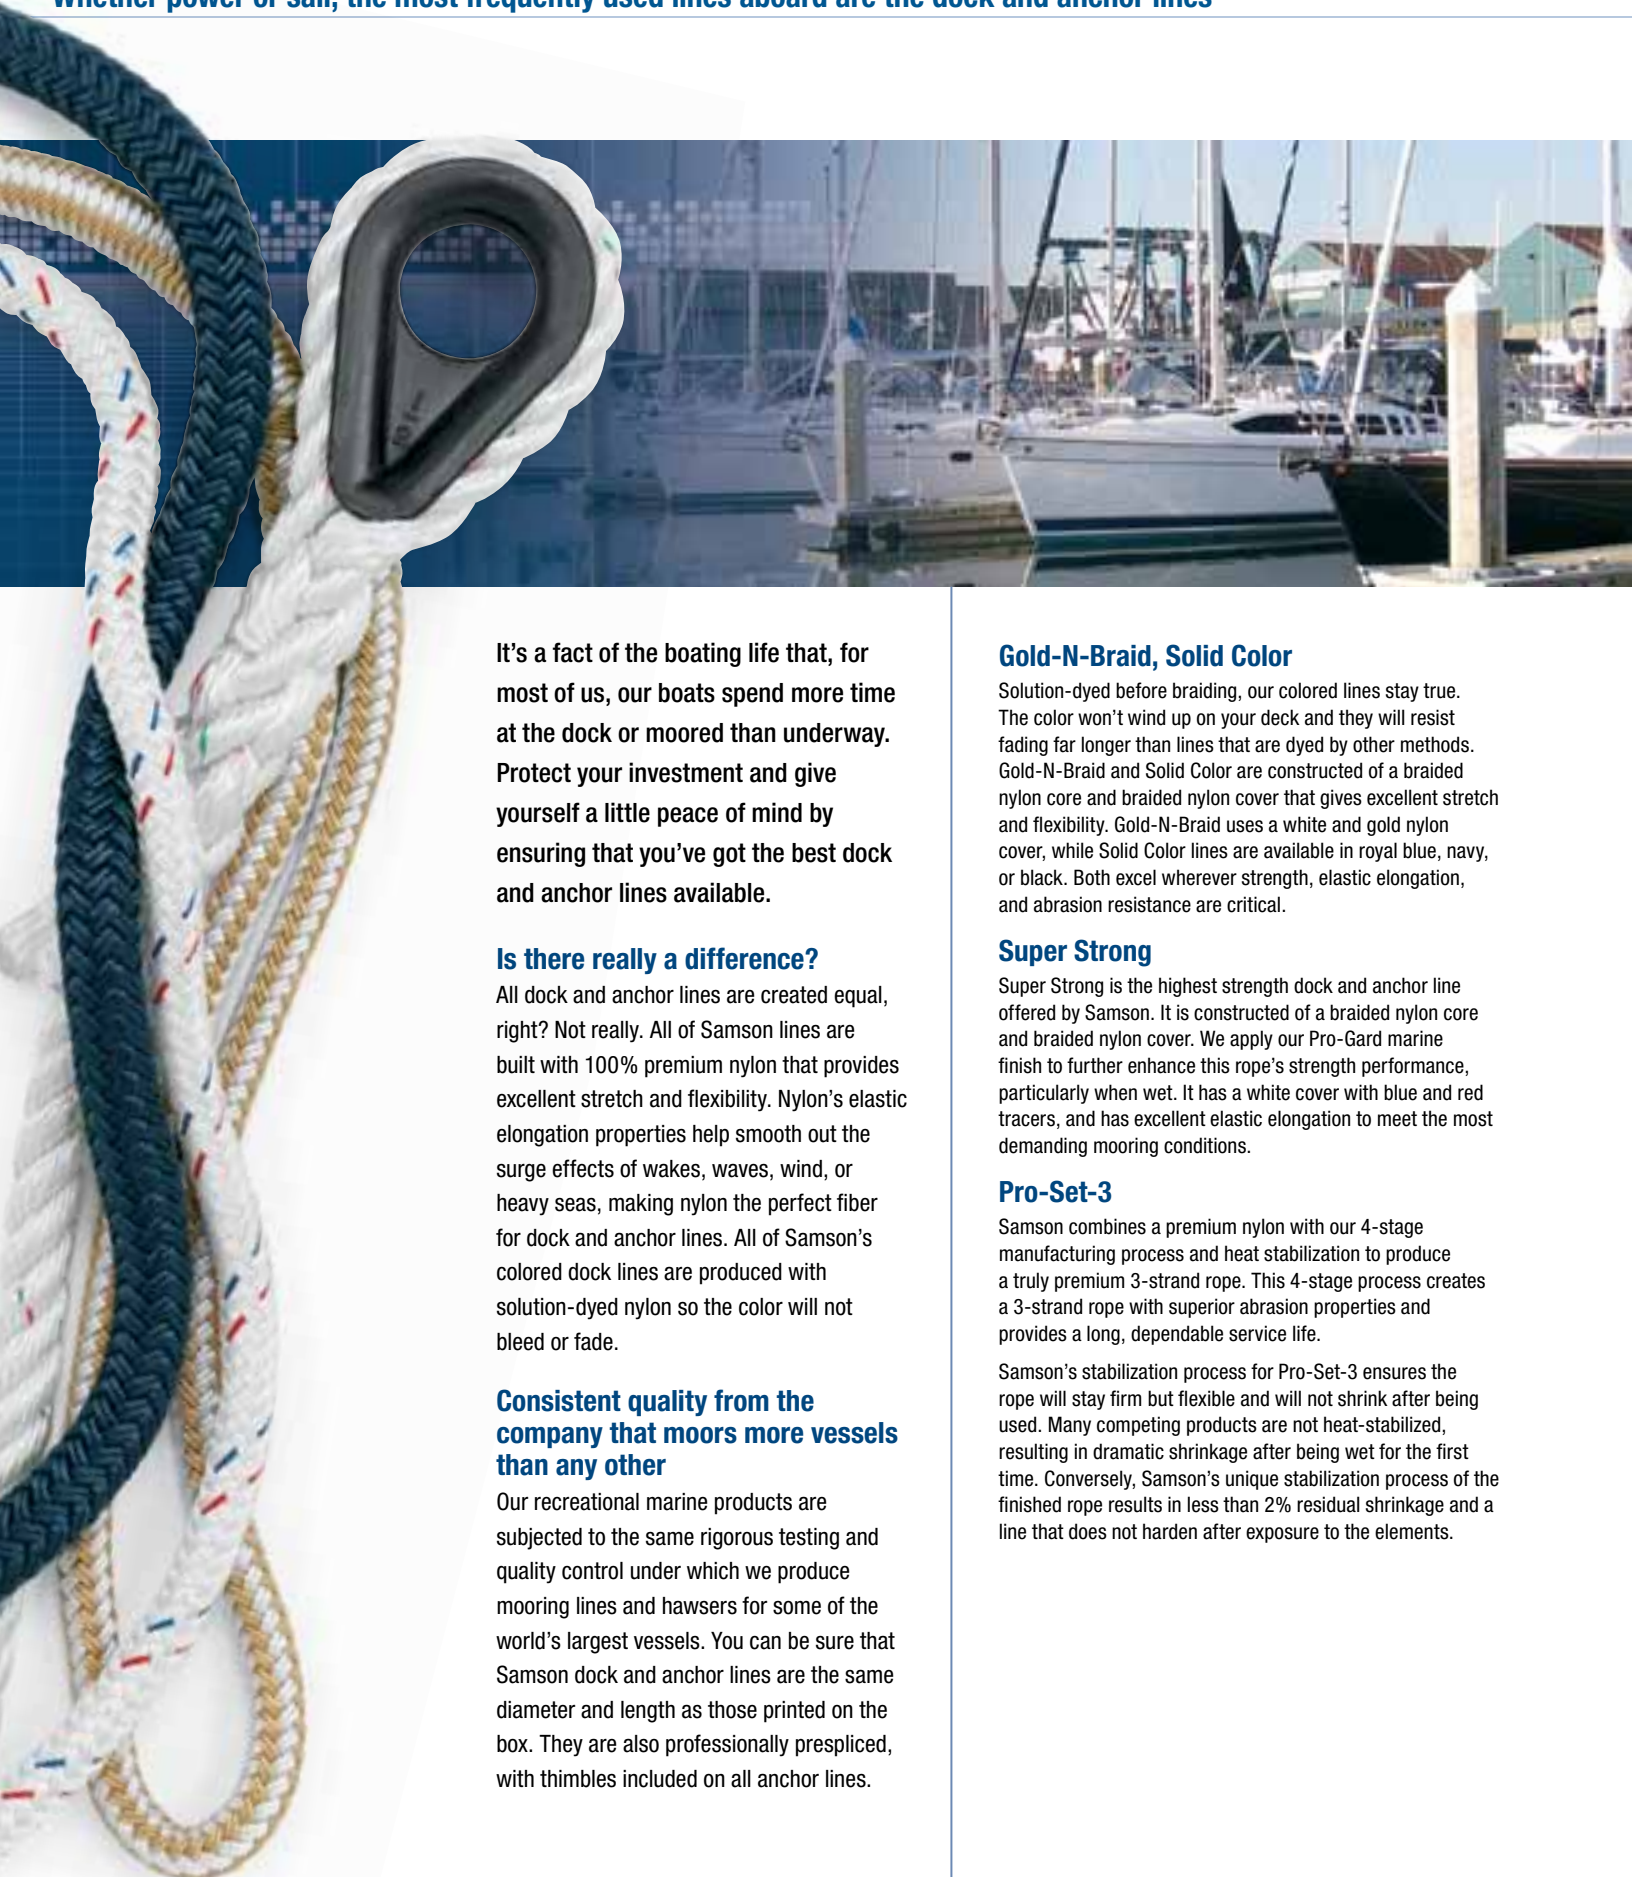 Whether power or sail, the most frequently used lines aboard are the dock and anchor lines
It's a fact of the boating life that, for
most of us, our boats spend more time
at the dock or moored than underway.
Protect your investment and give
yourself a little peace of mind by
ensuring that you've got the best dock
and anchor lines available.
Is there really a difference?
All dock and anchor lines are created equal,
right? Not really. All of Samson lines are
built with 100% premium nylon that provides
excellent stretch and flexibility. Nylon's elastic
elongation properties help smooth out the
surge effects of wakes, waves, wind, or
heavy seas, making nylon the perfect fiber
for dock and anchor lines. All of Samson's
colored dock lines are produced with
solution-dyed nylon so the color will not
bleed or fade.
Consistent quality from the
company that moors more vessels
than any other
Our recreational marine products are
subjected to the same rigorous testing and
quality control under which we produce
mooring lines and hawsers for some of the
world's largest vessels. You can be sure that
Samson dock and anchor lines are the same
diameter and length as those printed on the
box. They are also professionally prespliced,
with thimbles included on all anchor lines.
Gold-N-Braid, Solid Color
Solution-dyed before braiding, our colored lines stay true.
The color won't wind up on your deck and they will resist
fading far longer than lines that are dyed by other methods.
Gold-N-Braid and Solid Color are constructed of a braided
nylon core and braided nylon cover that gives excellent stretch
and flexibility. Gold-N-Braid uses a white and gold nylon
cover, while Solid Color lines are available in royal blue, navy,
or black. Both excel wherever strength, elastic elongation,
and abrasion resistance are critical.
Super Strong
Super Strong is the highest strength dock and anchor line
offered by Samson. It is constructed of a braided nylon core
and braided nylon cover. We apply our Pro-Gard marine
finish to further enhance this rope's strength performance,
particularly when wet. It has a white cover with blue and red
tracers, and has excellent elastic elongation to meet the most
demanding mooring conditions.
Pro-Set-3
Samson combines a premium nylon with our 4-stage
manufacturing process and heat stabilization to produce
a truly premium 3-strand rope. This 4-stage process creates
a 3-strand rope with superior abrasion properties and
provides a long, dependable service life.
Samson's stabilization process for Pro-Set-3 ensures the
rope will stay firm but flexible and will not shrink after being
used. Many competing products are not heat-stabilized,
resulting in dramatic shrinkage after being wet for the first
time. Conversely, Samson's unique stabilization process of the
finished rope results in less than 2% residual shrinkage and a
line that does not harden after exposure to the elements.